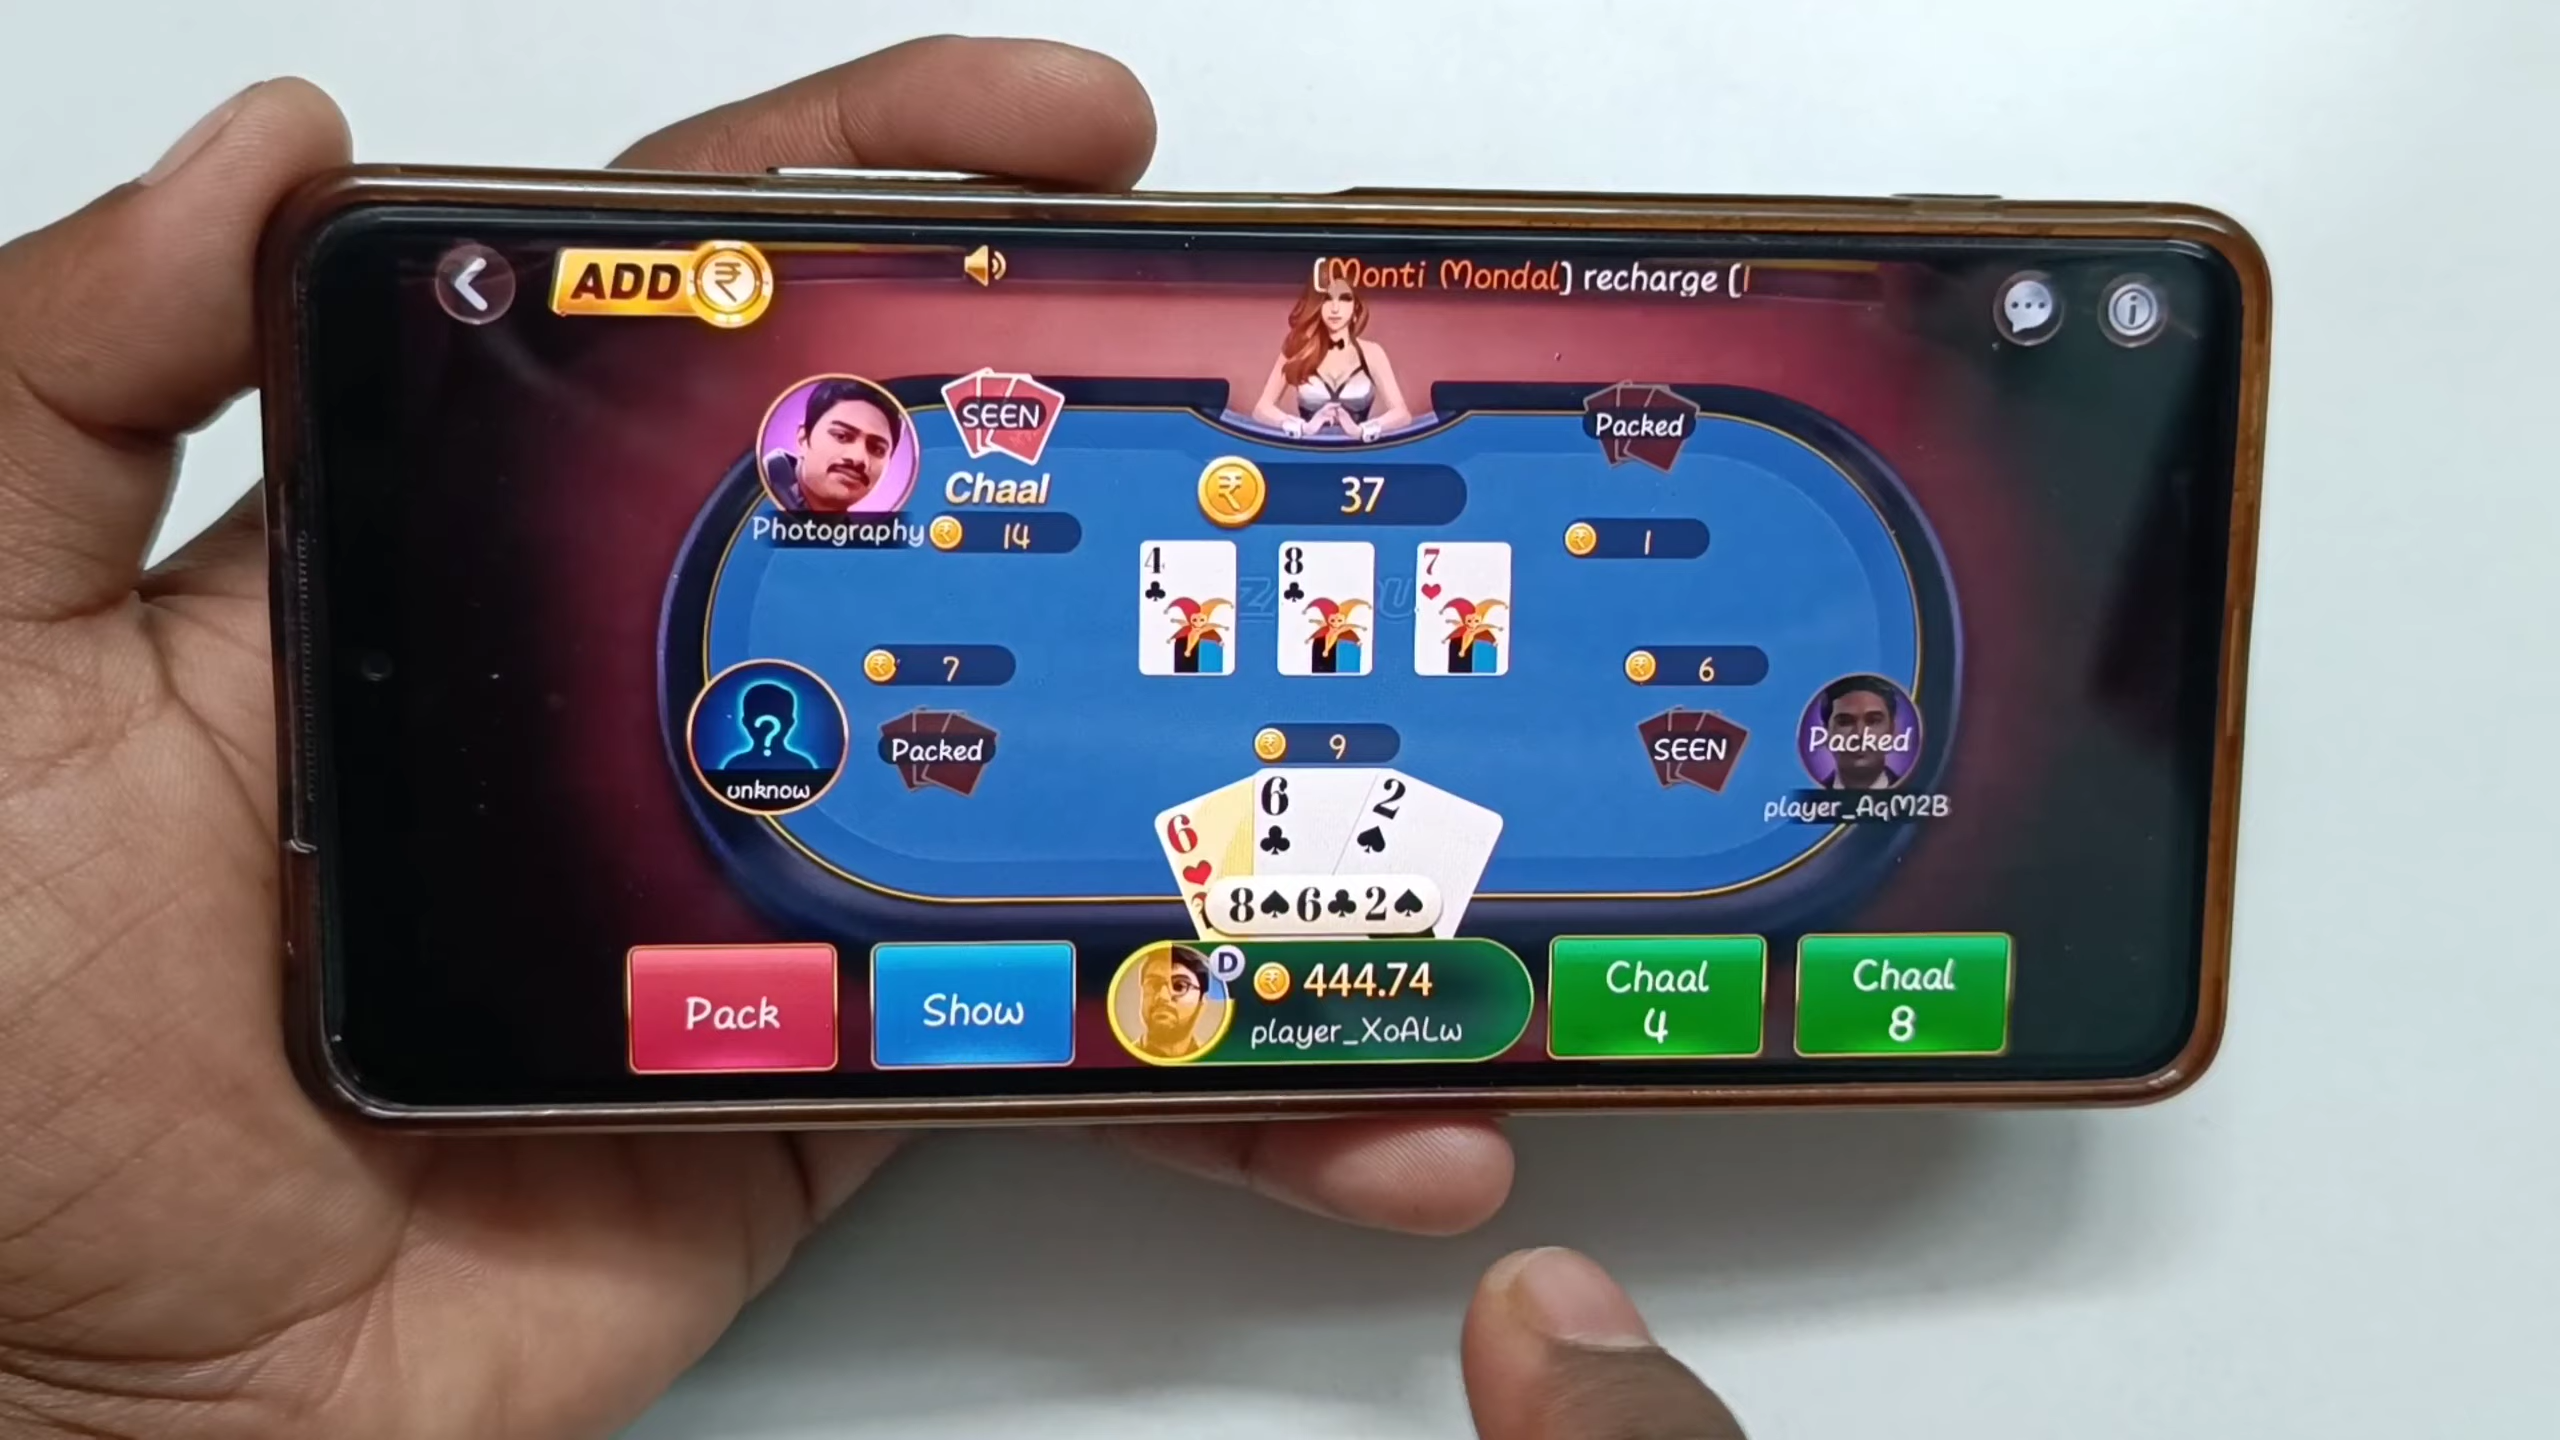 ADD ₹
[Monti Mondal] recharge [
SEEN
Chaal
Photography
14
37
Packed
1
4
8
7
7
6
unknow
Packed
9
SEEN
Packed
player_AqM2B
6
6
2
8♠6♣2♠
Pack
Show
D
444.74
player_XoALw
Chaal
4
Chaal
8